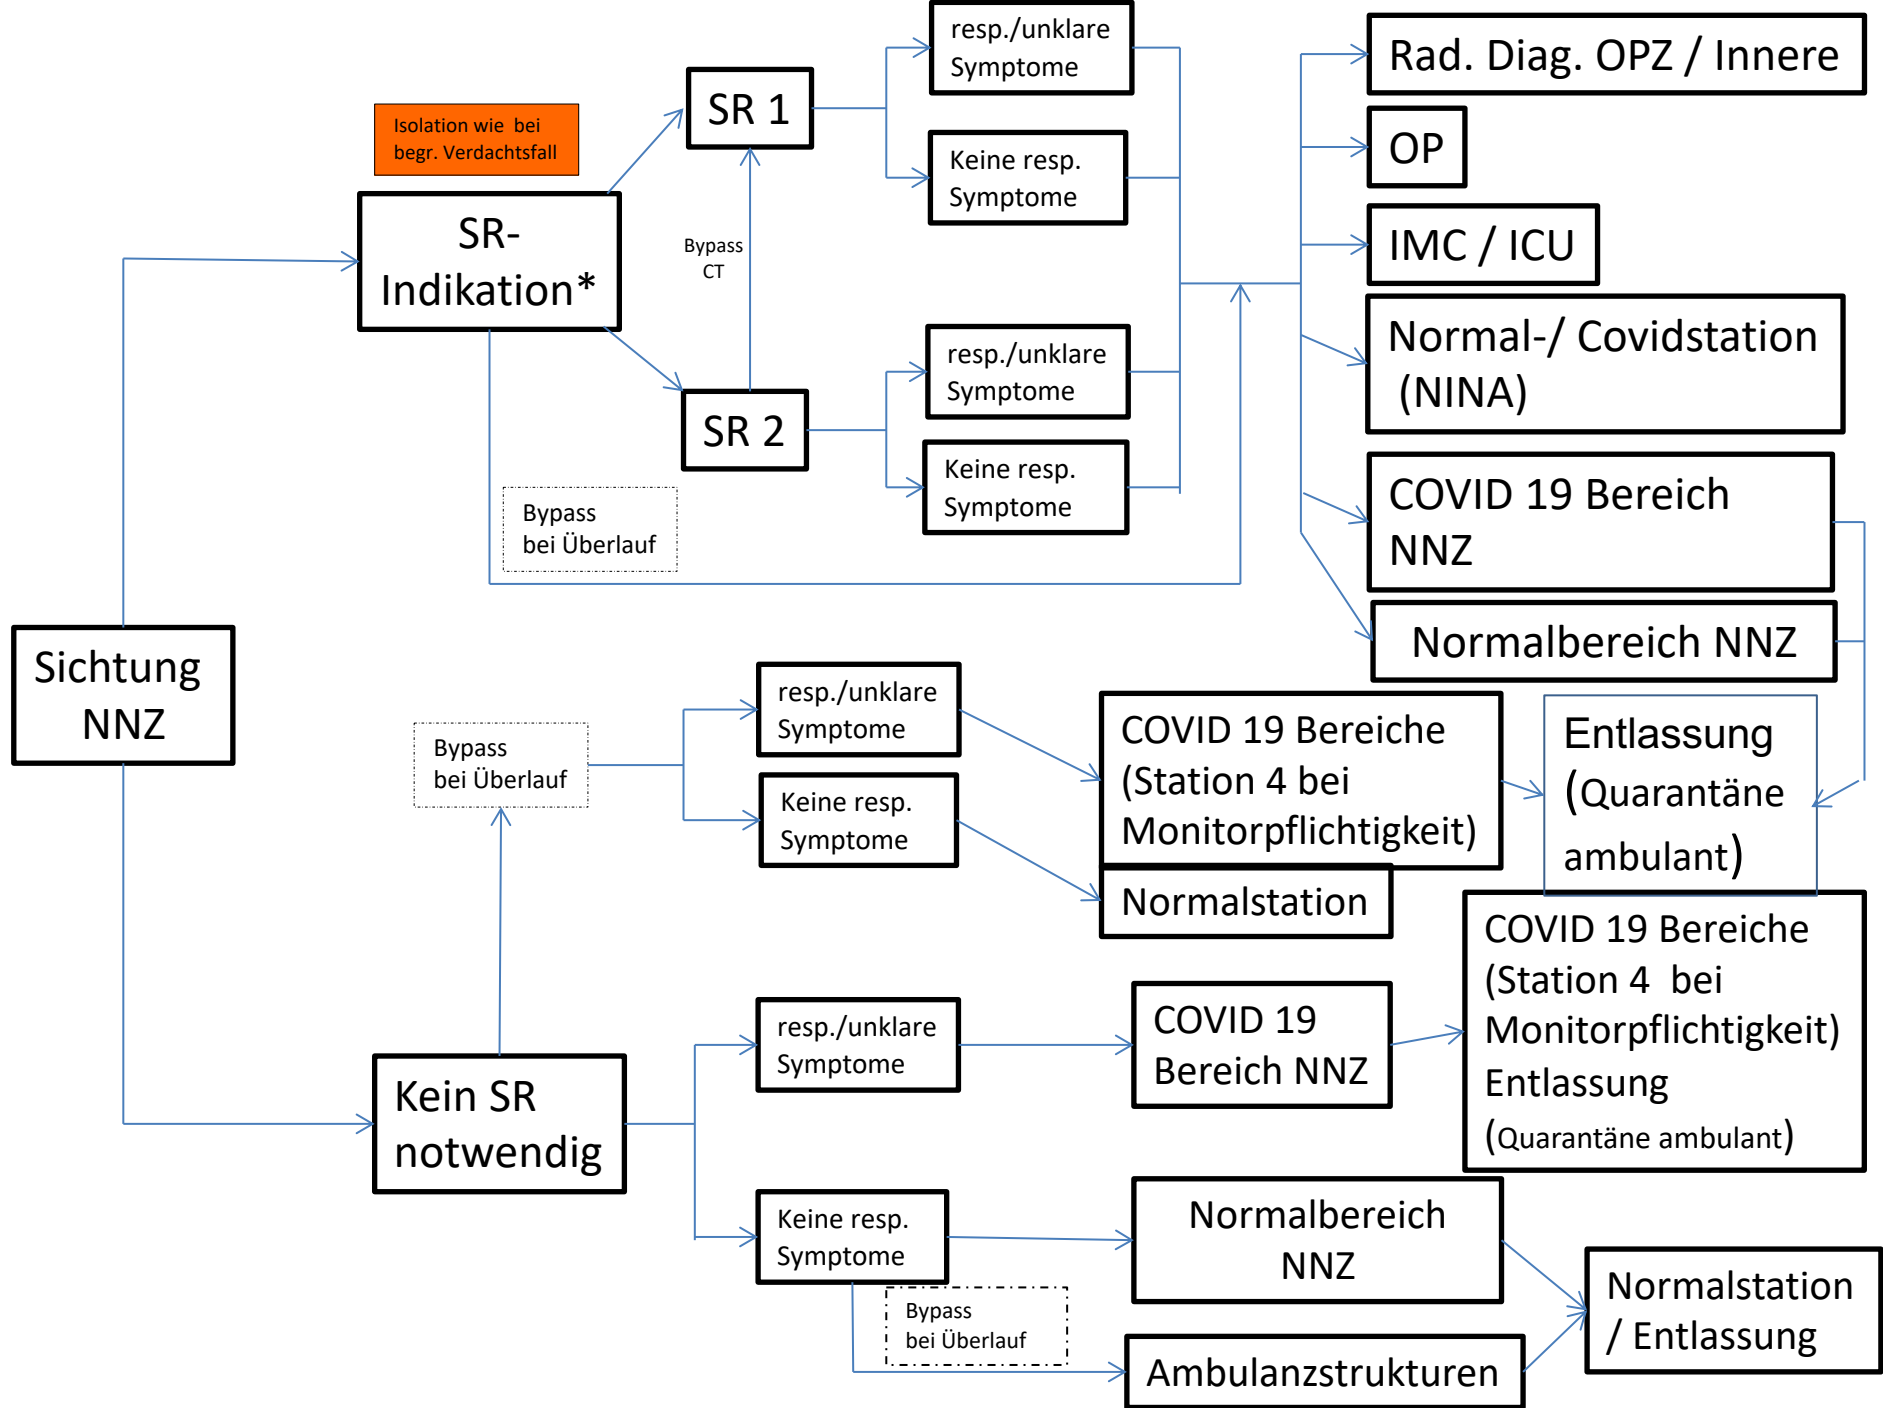 resp./unklare
Symptome
Rad. Diag. OPZ / Innere
Isolation wie  bei
begr. Verdachtsfall
SR 1
OP
Keine resp.
Symptome
SR-
Indikation*
Bypass
CT
IMC / ICU
Normal-/ Covidstation
(NINA)
resp./unklare
Symptome
SR 2
Keine resp.
Symptome
COVID 19 Bereich
NNZ
Bypass
bei Überlauf
Normalbereich NNZ
Sichtung
NNZ
Bypass
bei Überlauf
resp./unklare
Symptome
Keine resp.
Symptome
COVID 19 Bereiche
(Station 4 bei
Monitorpflichtigkeit)
Normalstation
Entlassung
(Quarantäne
ambulant)
COVID 19 Bereiche
(Station 4  bei
Monitorpflichtigkeit)
Entlassung
(Quarantäne ambulant)
Kein SR
notwendig
resp./unklare
Symptome
COVID 19
Bereich NNZ
Keine resp.
Symptome
Normalbereich
NNZ
Bypass
bei Überlauf
Ambulanzstrukturen
Normalstation
/ Entlassung